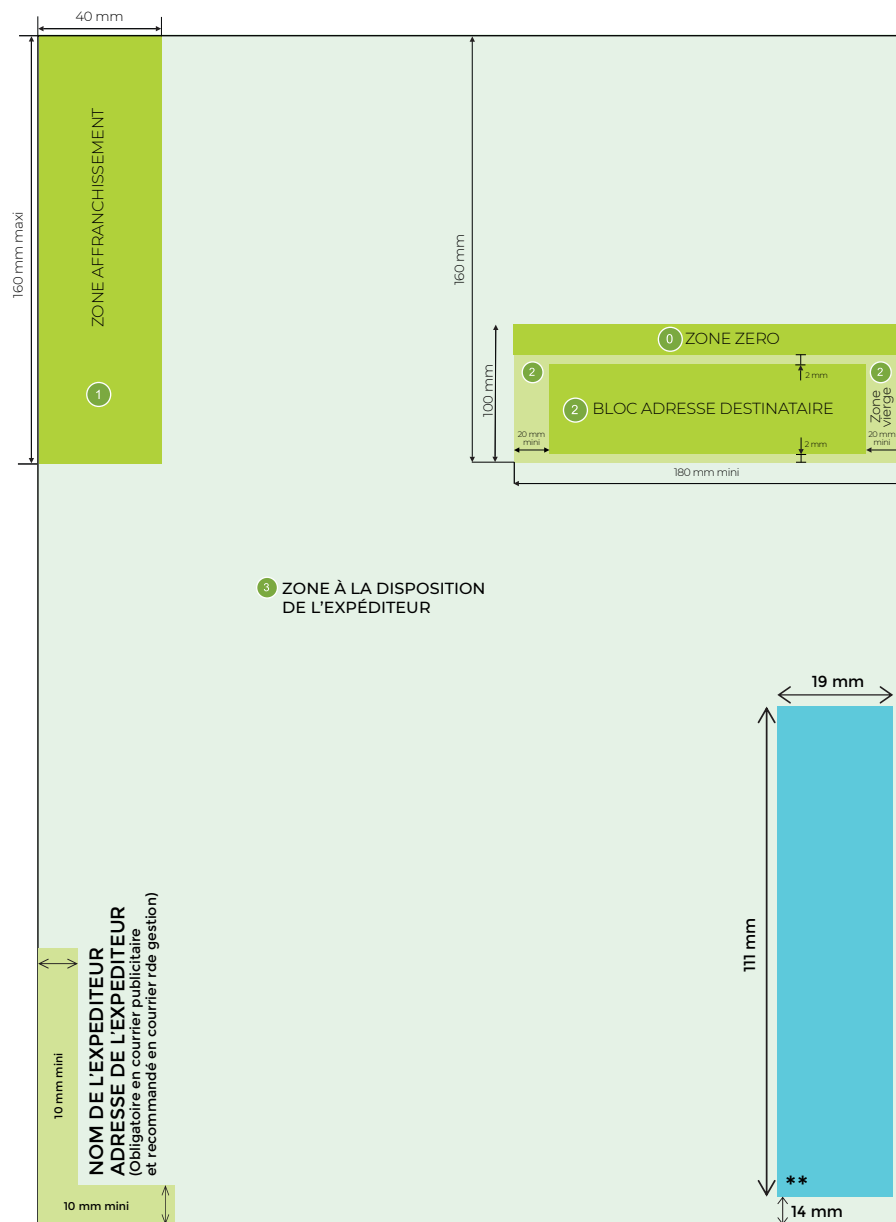 40 mm
160 mm maxi
ZONE AFFRANCHISSEMENT
1
160 mm
100 mm
0 ZONE ZERO
2
2
2 mm
2 BLOC ADRESSE DESTINATAIRE
Zone
vierge
20 mm
mini
2 mm
20 mm
mini
180 mm mini
3 ZONE À LA DISPOSITION
DE L'EXPÉDITEUR
19 mm
111 mm
**
14 mm
10 mm mini
NOM DE L'EXPEDITEUR
ADRESSE DE L'EXPEDITEUR
(Obligatoire en courrier publicitaire
et recommandé en courrier rde gestion)
10 mm mini